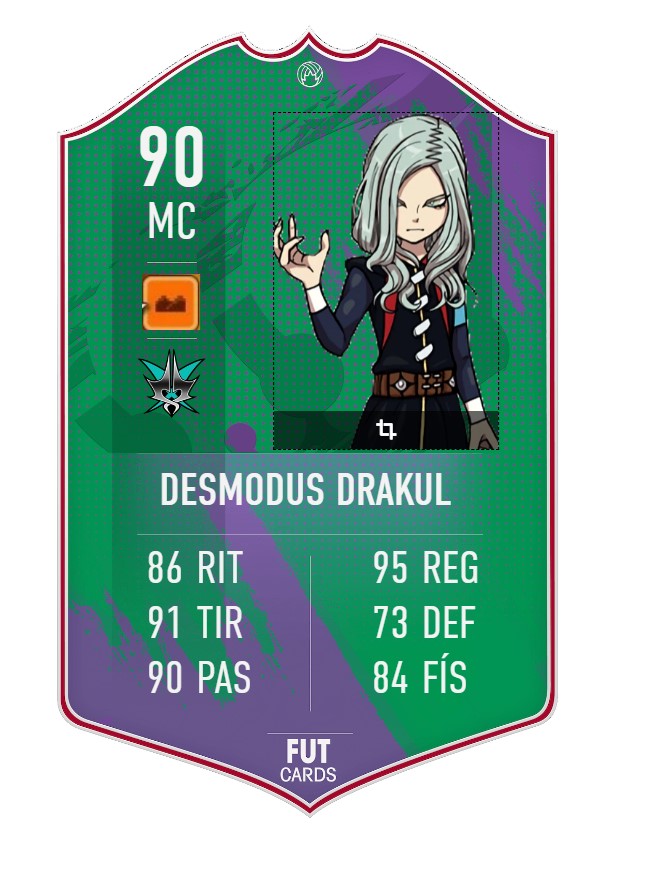 90
MC
DESMODUS DRAKUL
86 RIT
91 TIR
90 PAS
95 REG
73 DEF
84 FÍS
FUT
CARDS